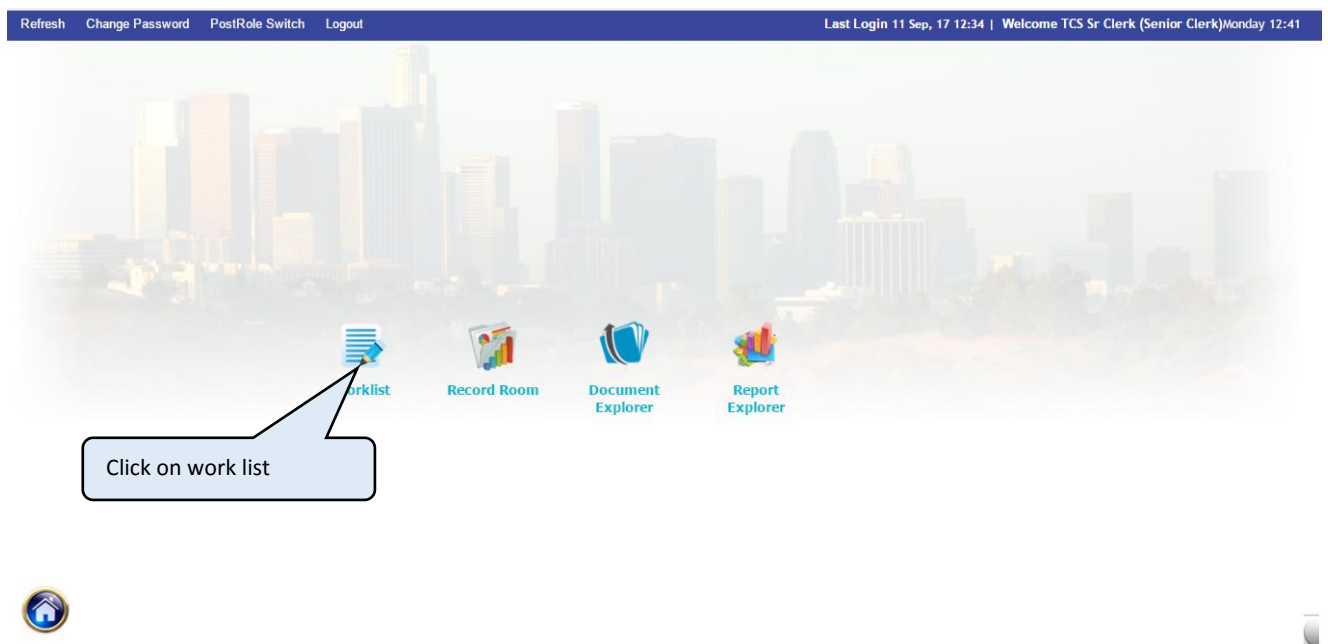 Refresh Change Password PostRole Switch Logout Last Login 11 Sep, 17 12:34 | Welcome TCS Sr Clerk (Senior Clerk)Monday 12:41
orklist Record Room Document Report
Explorer Explorer
Click on work list